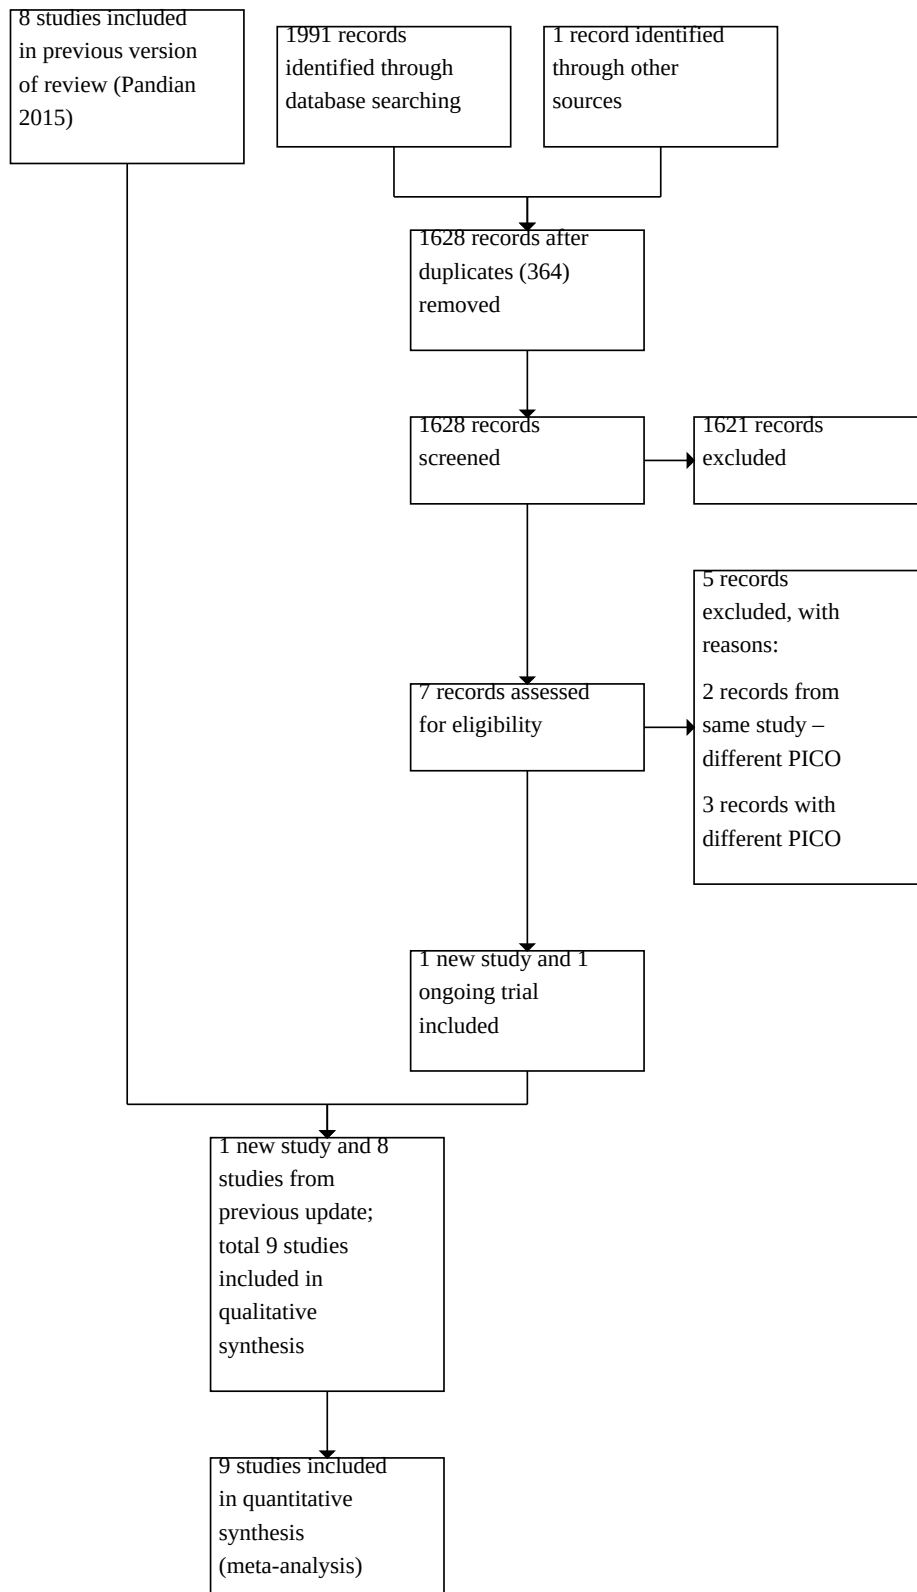 8 studies included
in previous version
of review (Pandian
2015)
1991 records
identified through
database searching
1 record identified
through other
sources
1628 records after
duplicates (364)
removed
1628 records
screened
1621 records
excluded
7 records assessed
for eligibility
5 records
excluded, with
reasons:
2 records from
same study –
different PICO
3 records with
different PICO
1 new study and 1
ongoing trial
included
1 new study and 8
studies from
previous update;
total 9 studies
included in
qualitative
synthesis
9 studies included
in quantitative
synthesis
(meta-analysis)